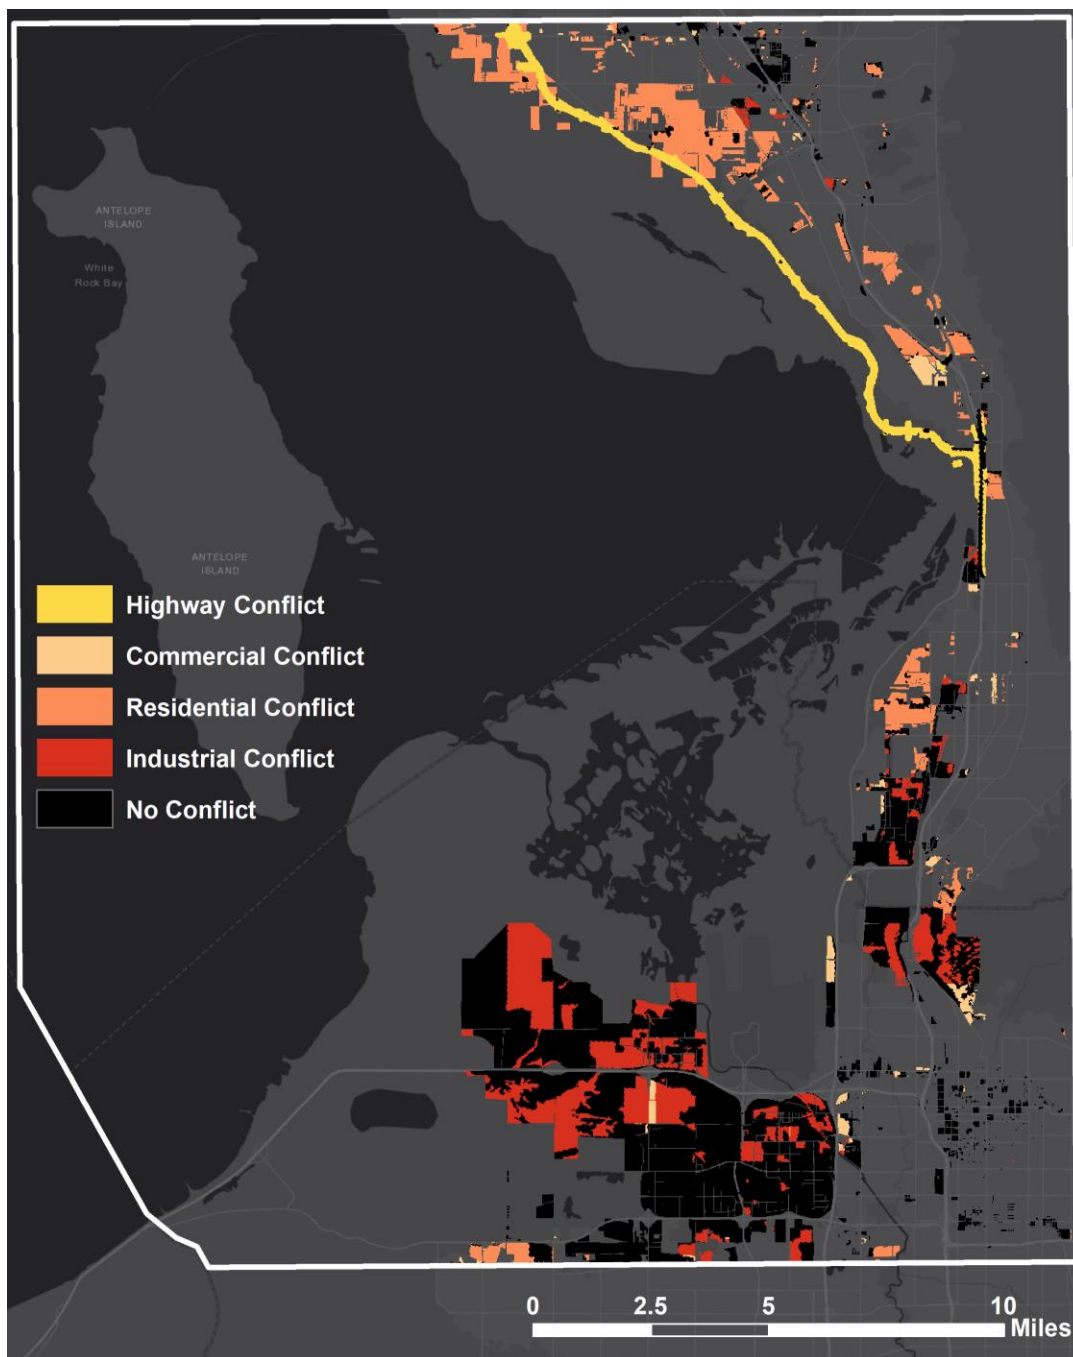 ANTELOPE
ISLAND
White
Rock Bay
ANTELOPE
ISLAND
Highway Conflict
Commercial Conflict
Residential Conflict
Industrial Conflict
No Conflict
0 2.5 5 10
Miles